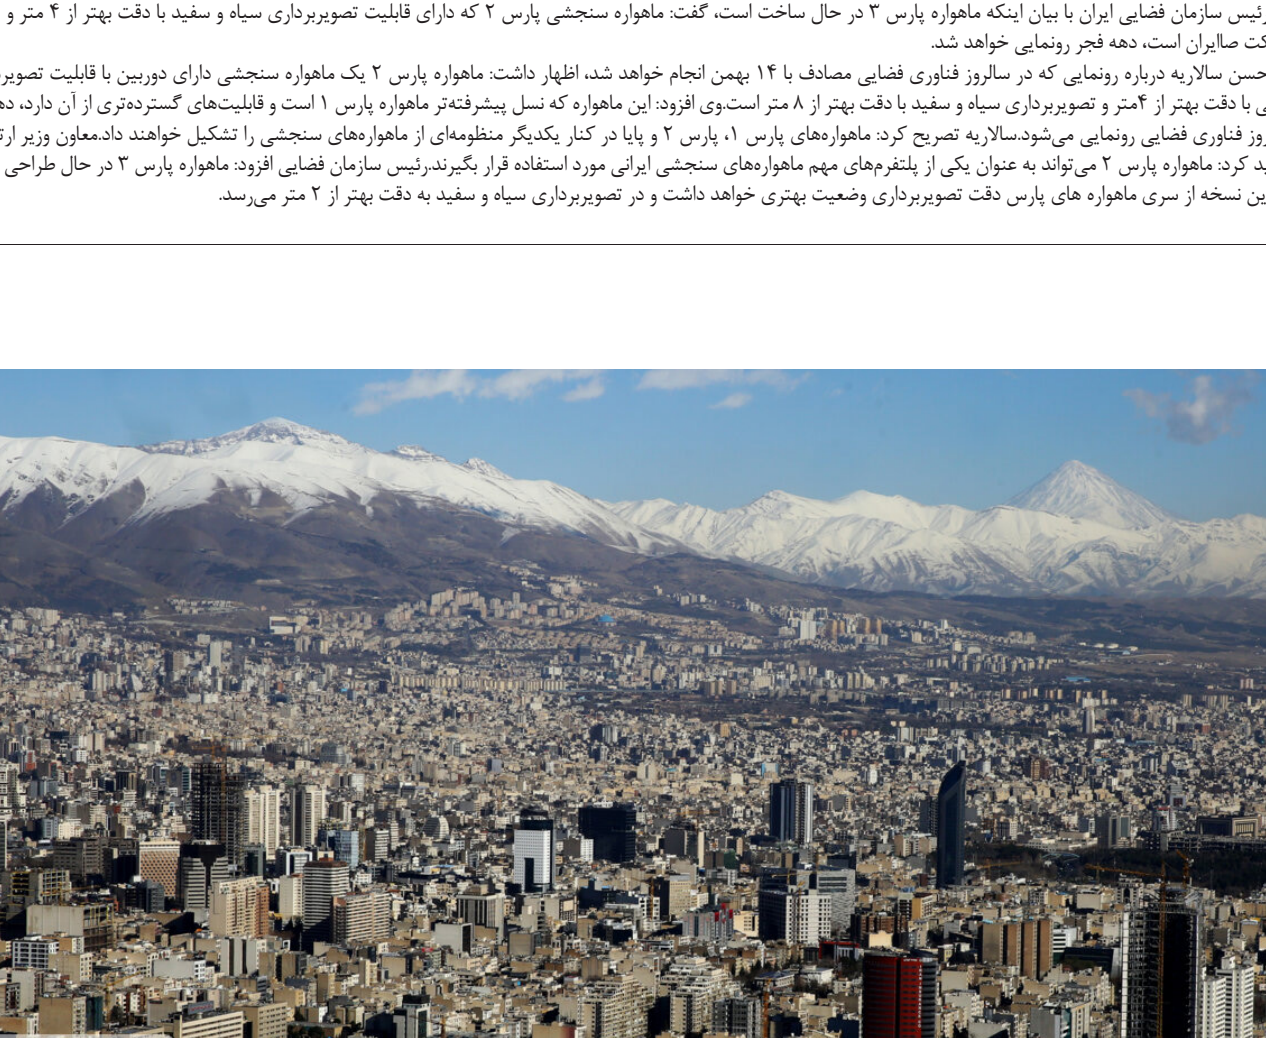 رئیس سازمان فضایی ایران با بیان اینکه ماهواره پارس ۳ در حال ساخت است، گفت: ماهواره سنجشی پارس ۲ که دارای قابلیت تصویربرداری سیاه و سفید با دقت بهتر از ۴ متر و
صاایران است، دهه فجر رونمایی خواهد شد.
حسن سالاریه درباره رونمایی که در سالروز فناوری فضایی مصادف با ۱۴ بهمن انجام خواهد شد، اظهار داشت: ماهواره پارس ۲ یک ماهواره سنجشی دارای دوربین با قابلیت
با دقت بهتر از ۴متر و تصویربرداری سیاه و سفید با دقت بهتر از ۸ متر است.وی افزود: این ماهواره که نسل پیشرفته‌تر ماهواره پارس ۱ است و قابلیت‌های گسترده‌تری از آن دارد،
روز فناوری فضایی رونمایی می‌شود.سالاریه تصریح کرد: ماهواره‌های پارس ۱، پارس ۲ و پایا در کنار یکدیگر منظومه‌ای از ماهواره‌های سنجشی را تشکیل خواهند داد.معاون وزیر
کرد: ماهواره پارس ۲ می‌تواند به عنوان یکی از پلتفرم‌های مهم ماهواره‌های سنجشی ایرانی مورد استفاده قرار بگیرند.رئیس سازمان فضایی افزود: ماهواره پارس ۳ در حال طراحی
این نسخه از سری ماهواره های پارس دقت تصویربرداری وضعیت بهتری خواهد داشت و در تصویربرداری سیاه و سفید به دقت بهتر از ۲ متر می‌رسد.